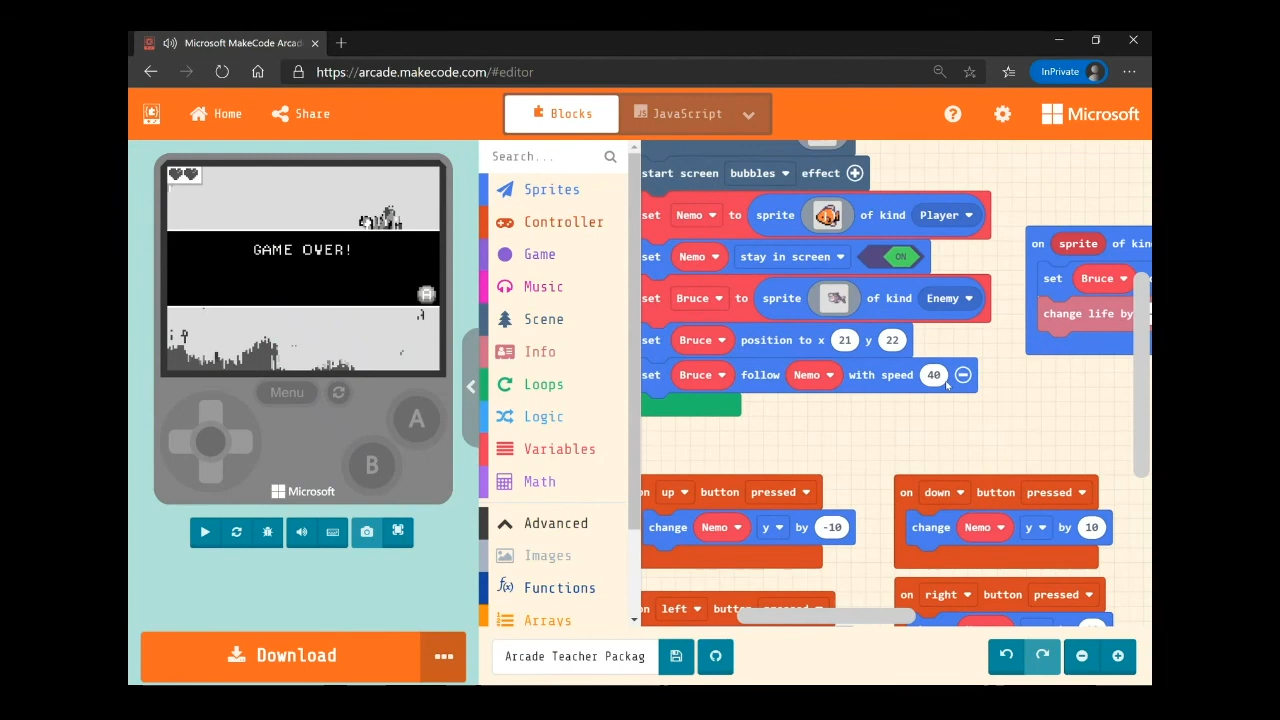 Microsoft MakeCode Arcad
https://arcade.makecode.com/#editor
InPrivate
Home
Share
Blocks
JavaScript
Microsoft
GAME OVER!
A
Menu
A
B
Microsoft
Download
Search...
Sprites
Controller
Game
Music
Scene
Info
Loops
Logic
Variables
Math
Advanced
Images
Functions
Arrays
start screen bubbles effect
set Nemo to sprite of kind Player
set Nemo stay in screen ON
set Bruce to sprite of kind Enemy
set Bruce position to x 21 y 22
set Bruce follow Nemo with speed 40
on sprite of kin
set Bruce
change life by
up button pressed
change Nemo y by -10
on down button pressed
change Nemo y by 10
left button pressed
on right button pressed
Arcade Teacher Packag